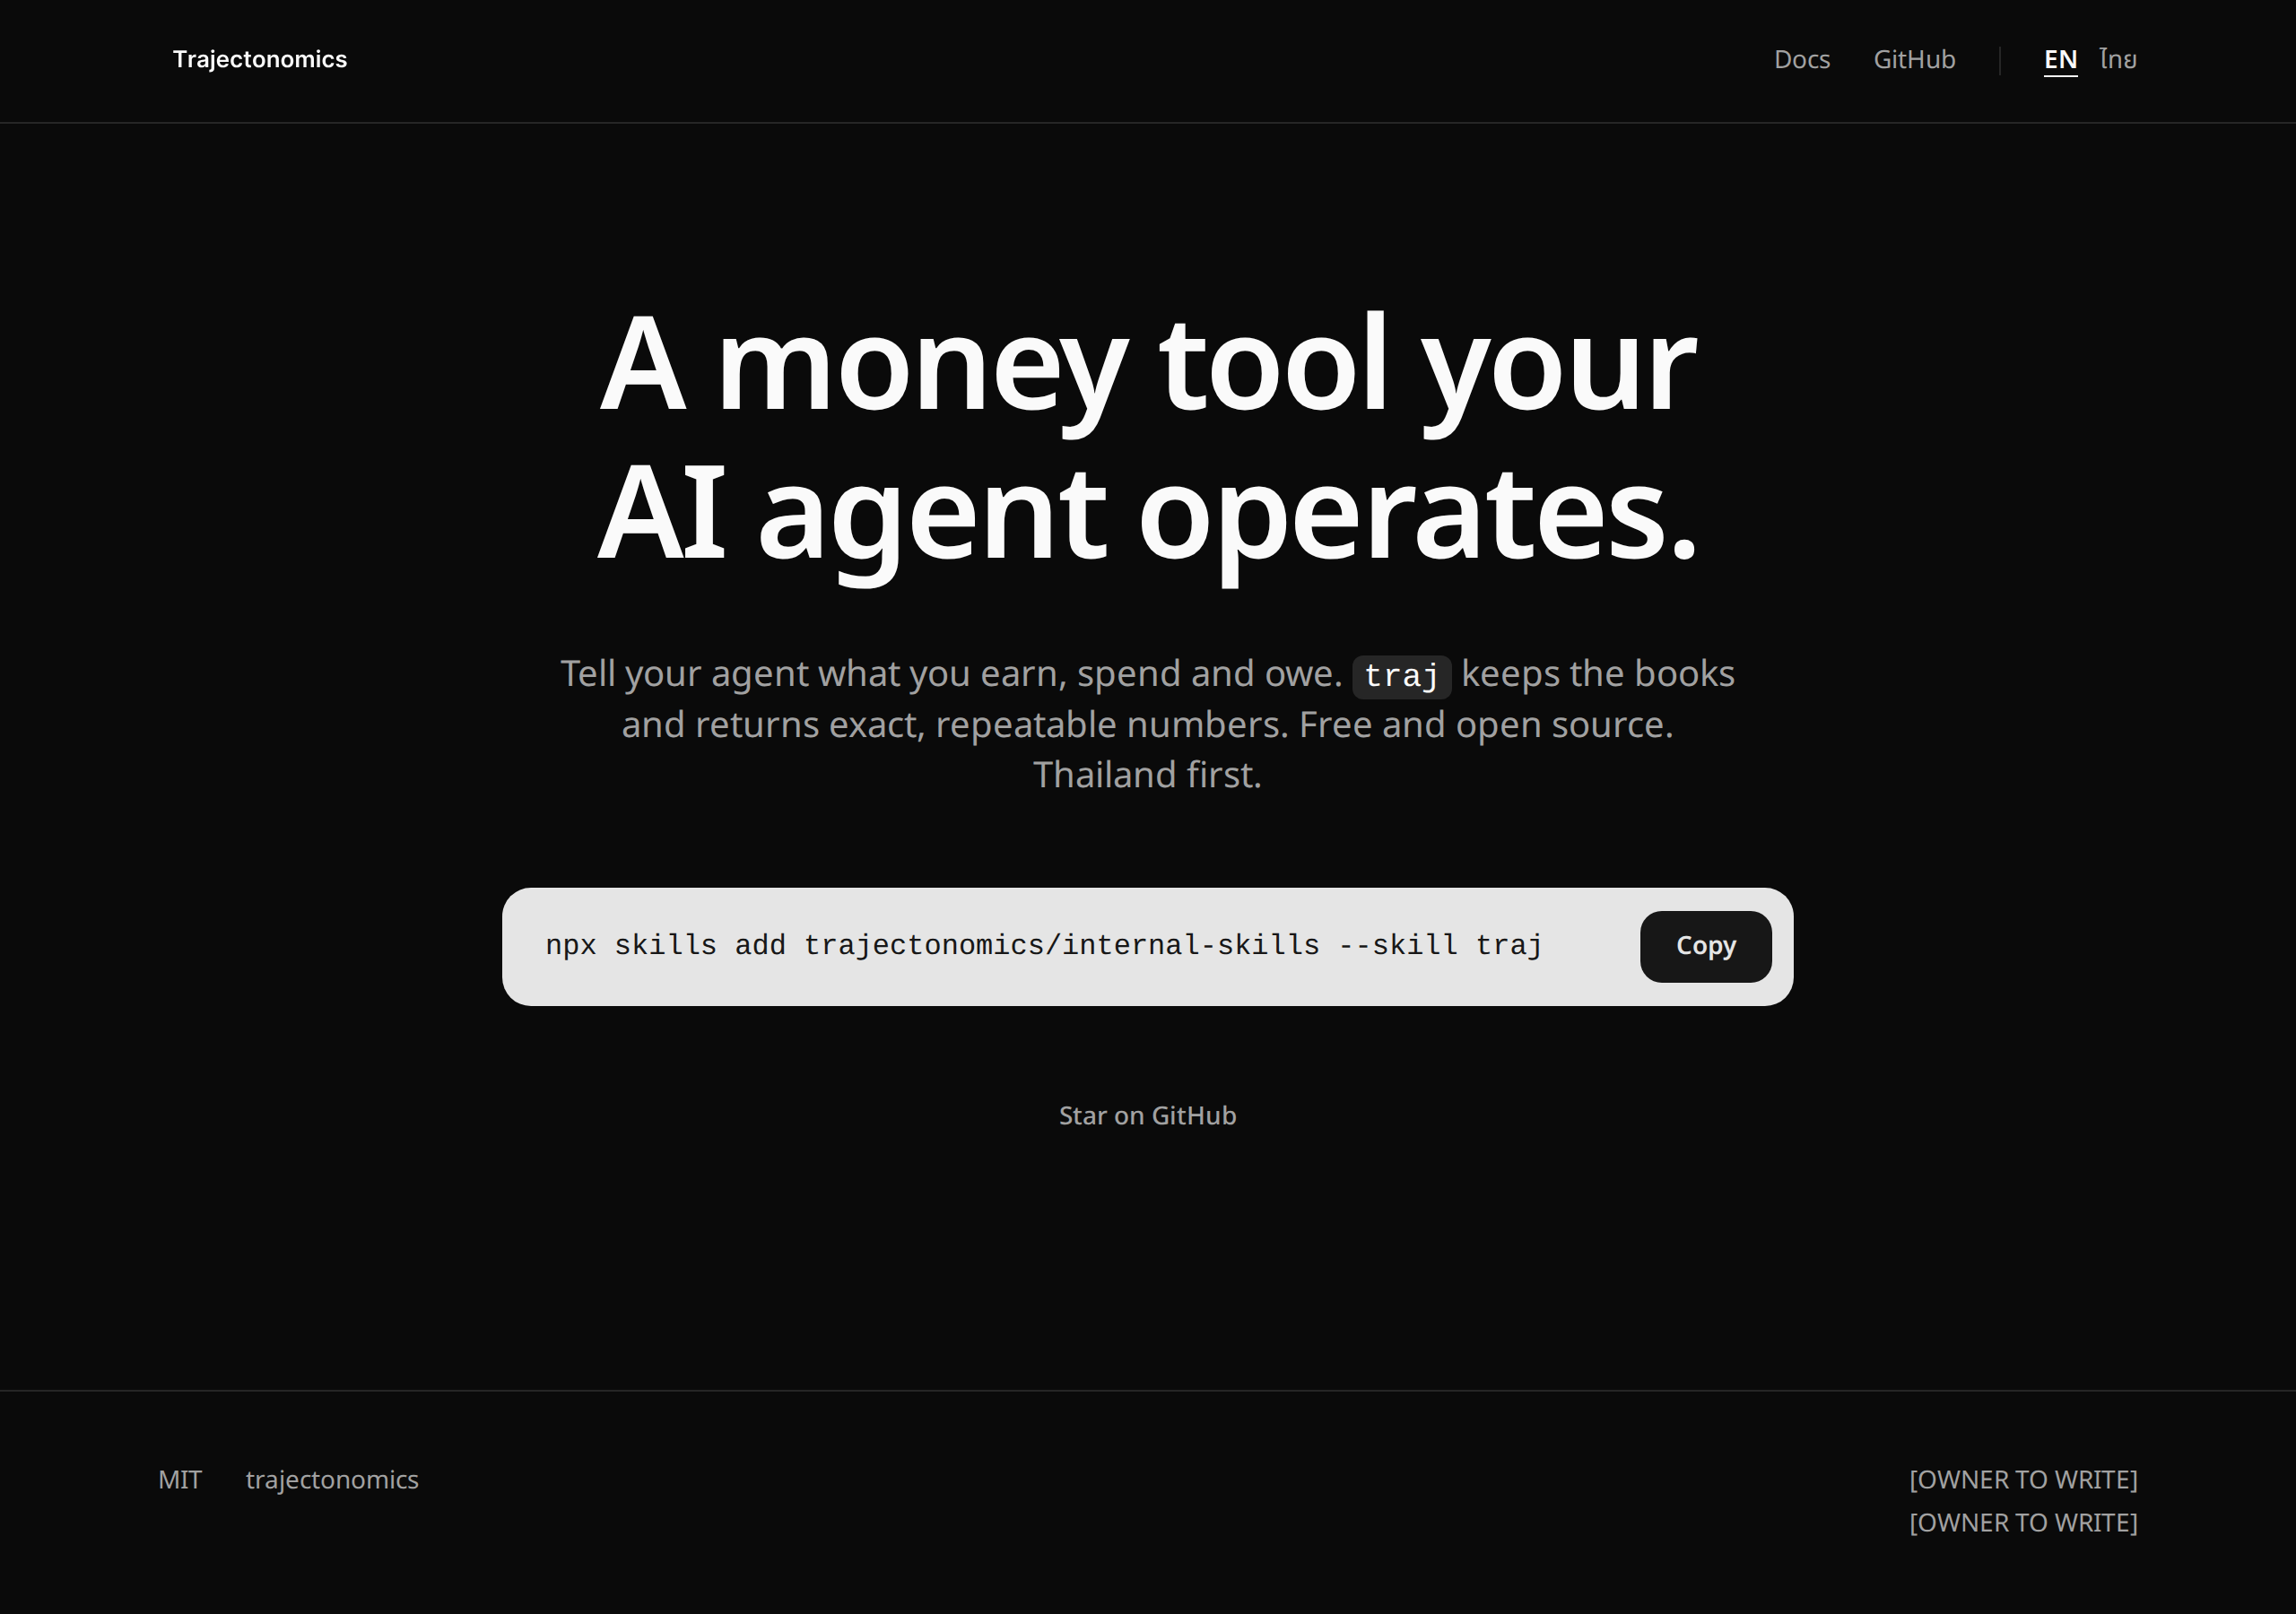 Trajectonomics
Docs GitHub EN ไทย
A money tool your
AI agent operates.
Tell your agent what you earn, spend and owe. traj keeps the books
and returns exact, repeatable numbers. Free and open source.
Thailand first.
npx skills add trajectonomics/internal-skills --skill traj
Copy
Star on GitHub
MIT trajectonomics
[OWNER TO WRITE]
[OWNER TO WRITE]